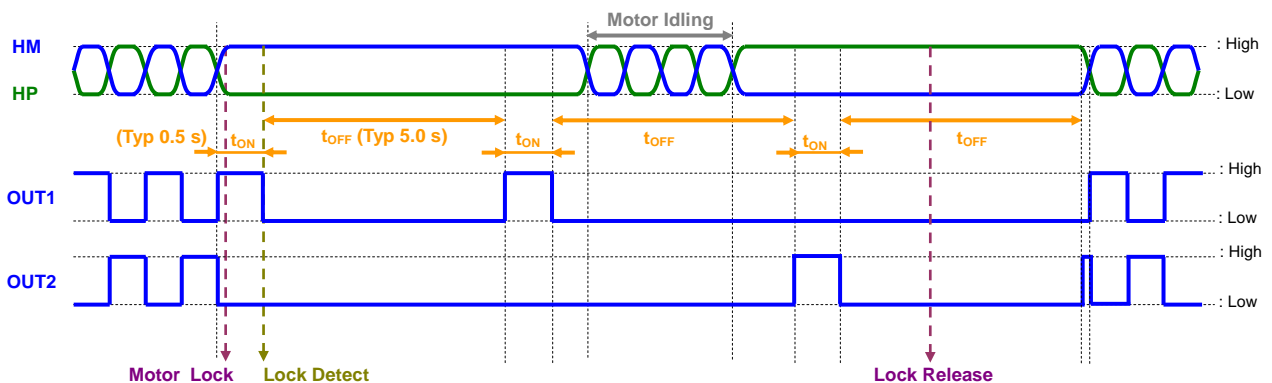 Motor Idling
HM
: High
HP
: Low
(Typ 0.5 s)
tON
tOFF (Typ 5.0 s)
tON
tOFF
tON
tOFF
OUT1
: High
: Low
OUT2
: High
: Low
Motor Lock
Lock Detect
Lock Release